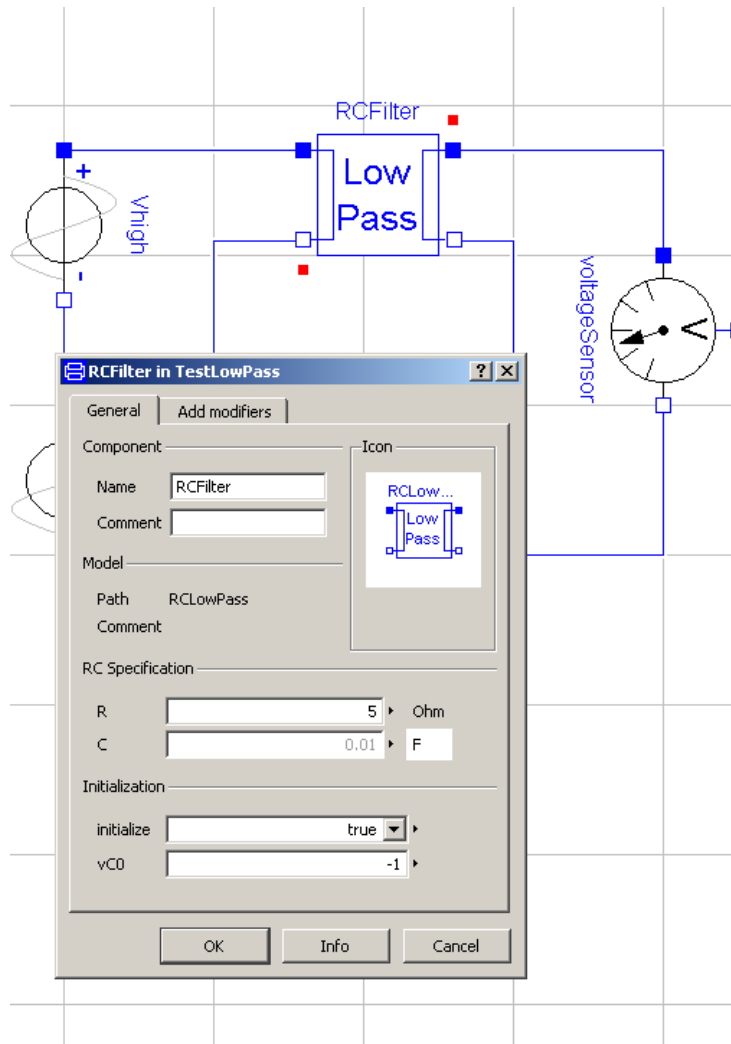 RCFilter
Low
Pass
+
Vhigh
-
voltageSensor
V
RCFilter in TestLowPass
General
Add modifiers
Component
Name RCFilter
Comment
Icon
RCLow...
Low
Pass
Model
Path RCLowPass
Comment
RC Specification
R 5 Ohm
C 0.01 F
Initialization
initialize true
vC0 -1
OK Info Cancel